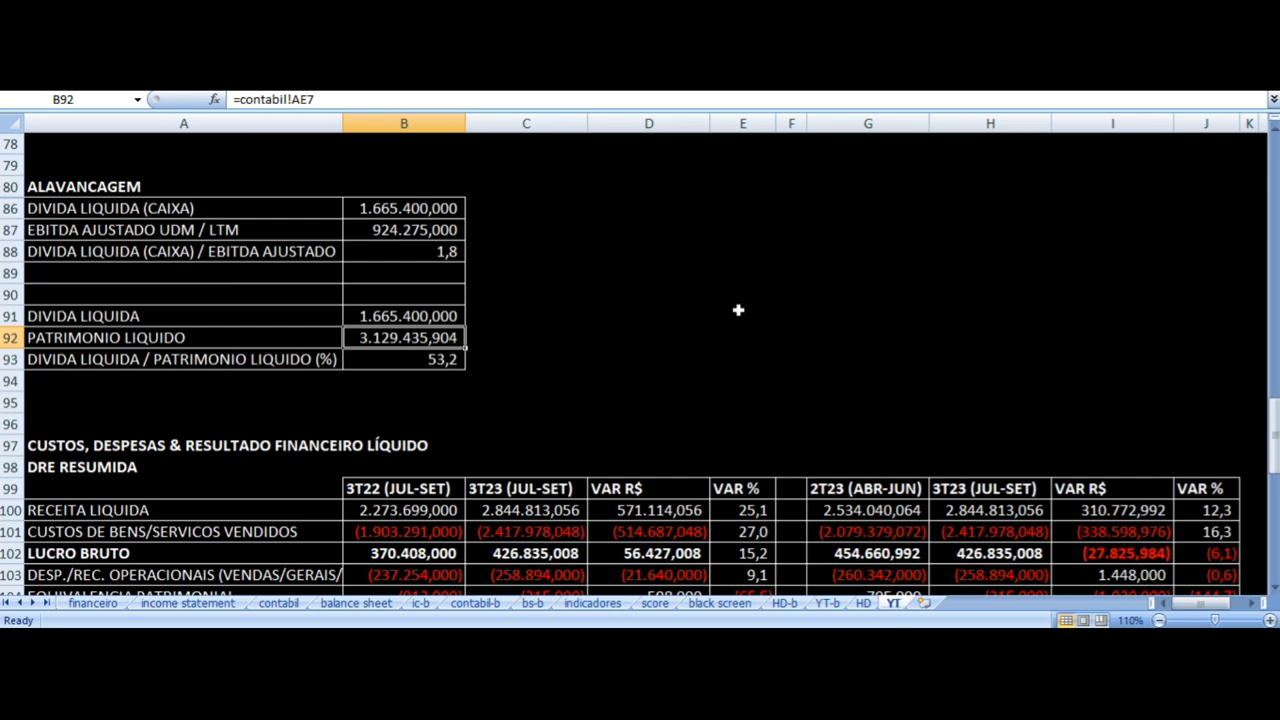 B92 fx =contabil!AE7
A B C D E F G H I J K
78
79
80 ALAVANCAGEM
86 DIVIDA LIQUIDA (CAIXA) 1.665.400,000
87 EBITDA AJUSTADO UDM / LTM 924.275,000
88 DIVIDA LIQUIDA (CAIXA) / EBITDA AJUSTADO 1,8
89
90
91 DIVIDA LIQUIDA 1.665.400,000
92 PATRIMONIO LIQUIDO 3.129.435,904
93 DIVIDA LIQUIDA / PATRIMONIO LIQUIDO (%) 53,2
94
95
96
97 CUSTOS, DESPESAS & RESULTADO FINANCEIRO LÍQUIDO
98 DRE RESUMIDA
99 3T22 (JUL-SET) 3T23 (JUL-SET) VAR R$ VAR % 2T23 (ABR-JUN) 3T23 (JUL-SET) VAR R$ VAR %
100 RECEITA LIQUIDA 2.273.699,000 2.844.813,056 571.114,056 25,1 2.534.040,064 2.844.813,056 310.772,992 12,3
101 CUSTOS DE BENS/SERVICOS VENDIDOS (1.903.291,000) (2.417.978,048) (514.687,048) 27,0 (2.079.379,072) (2.417.978,048) (338.598,976) 16,3
102 LUCRO BRUTO 370.408,000 426.835,008 56.427,008 15,2 454.660,992 426.835,008 (27.825,984) (6,1)
103 DESP./REC. OPERACIONAIS (VENDAS/GERAIS/ (237.254,000) (258.894,000) (21.640,000) 9,1 (260.342,000) (258.894,000) 1.448,000 (0,6)
financeiro income statement contabil balance sheet ic-b contabil-b bs-b indicadores score black screen HD-b YT-b HD YT
Ready 110%